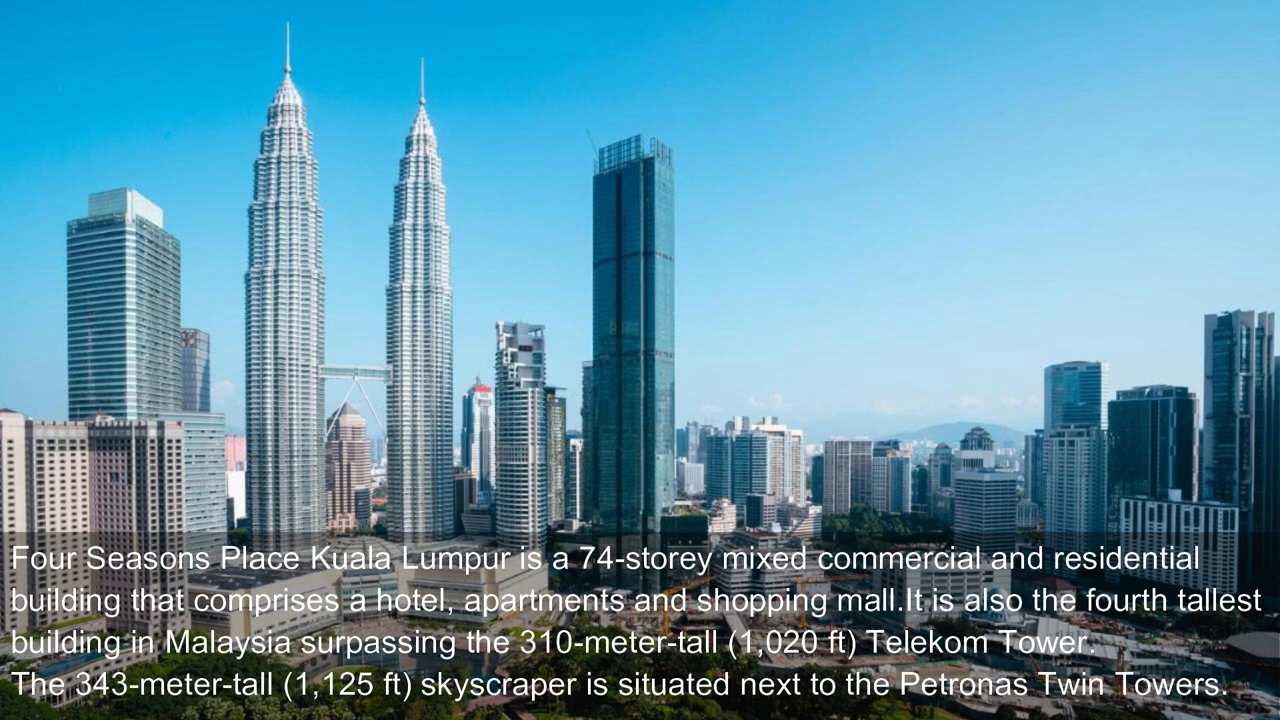 Four Seasons Place Kuala Lumpur is a 74-storey mixed commercial and residential
building that comprises a hotel, apartments and shopping mall.It is also the fourth tallest
building in Malaysia surpassing the 310-meter-tall (1,020 ft) Telekom Tower.
The 343-meter-tall (1,125 ft) skyscraper is situated next to the Petronas Twin Towers.